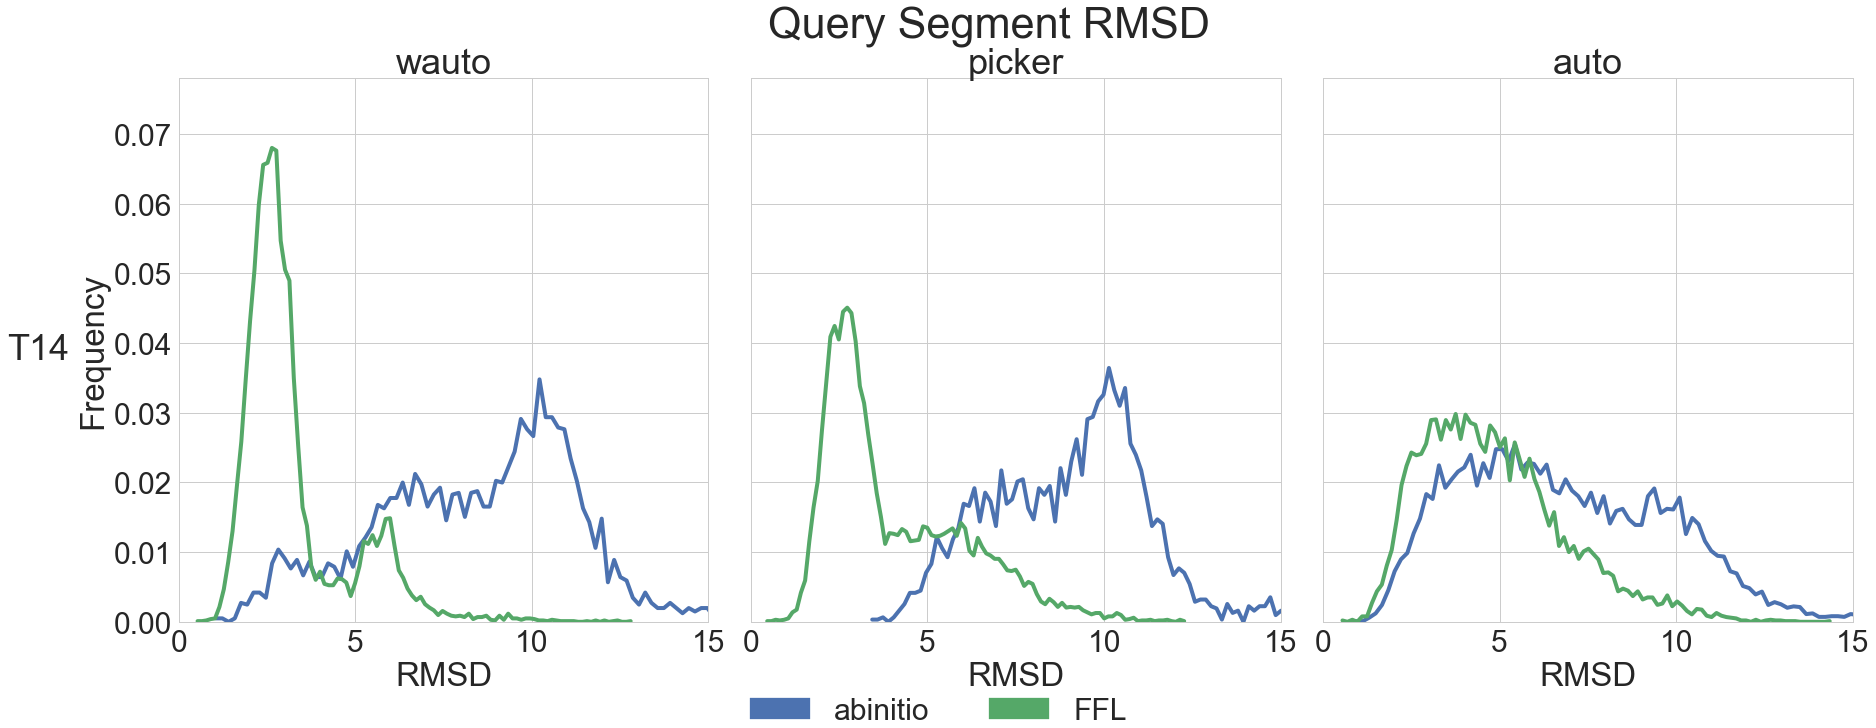 Query Segment RMSD
wauto
picker
auto
T14
Frequency
0.07
0.06
0.05
0.04
0.03
0.02
0.01
0.00
0 5 10 15
0 5 10 15
0 5 10 15
RMSD
RMSD
RMSD
abinitio
FFL